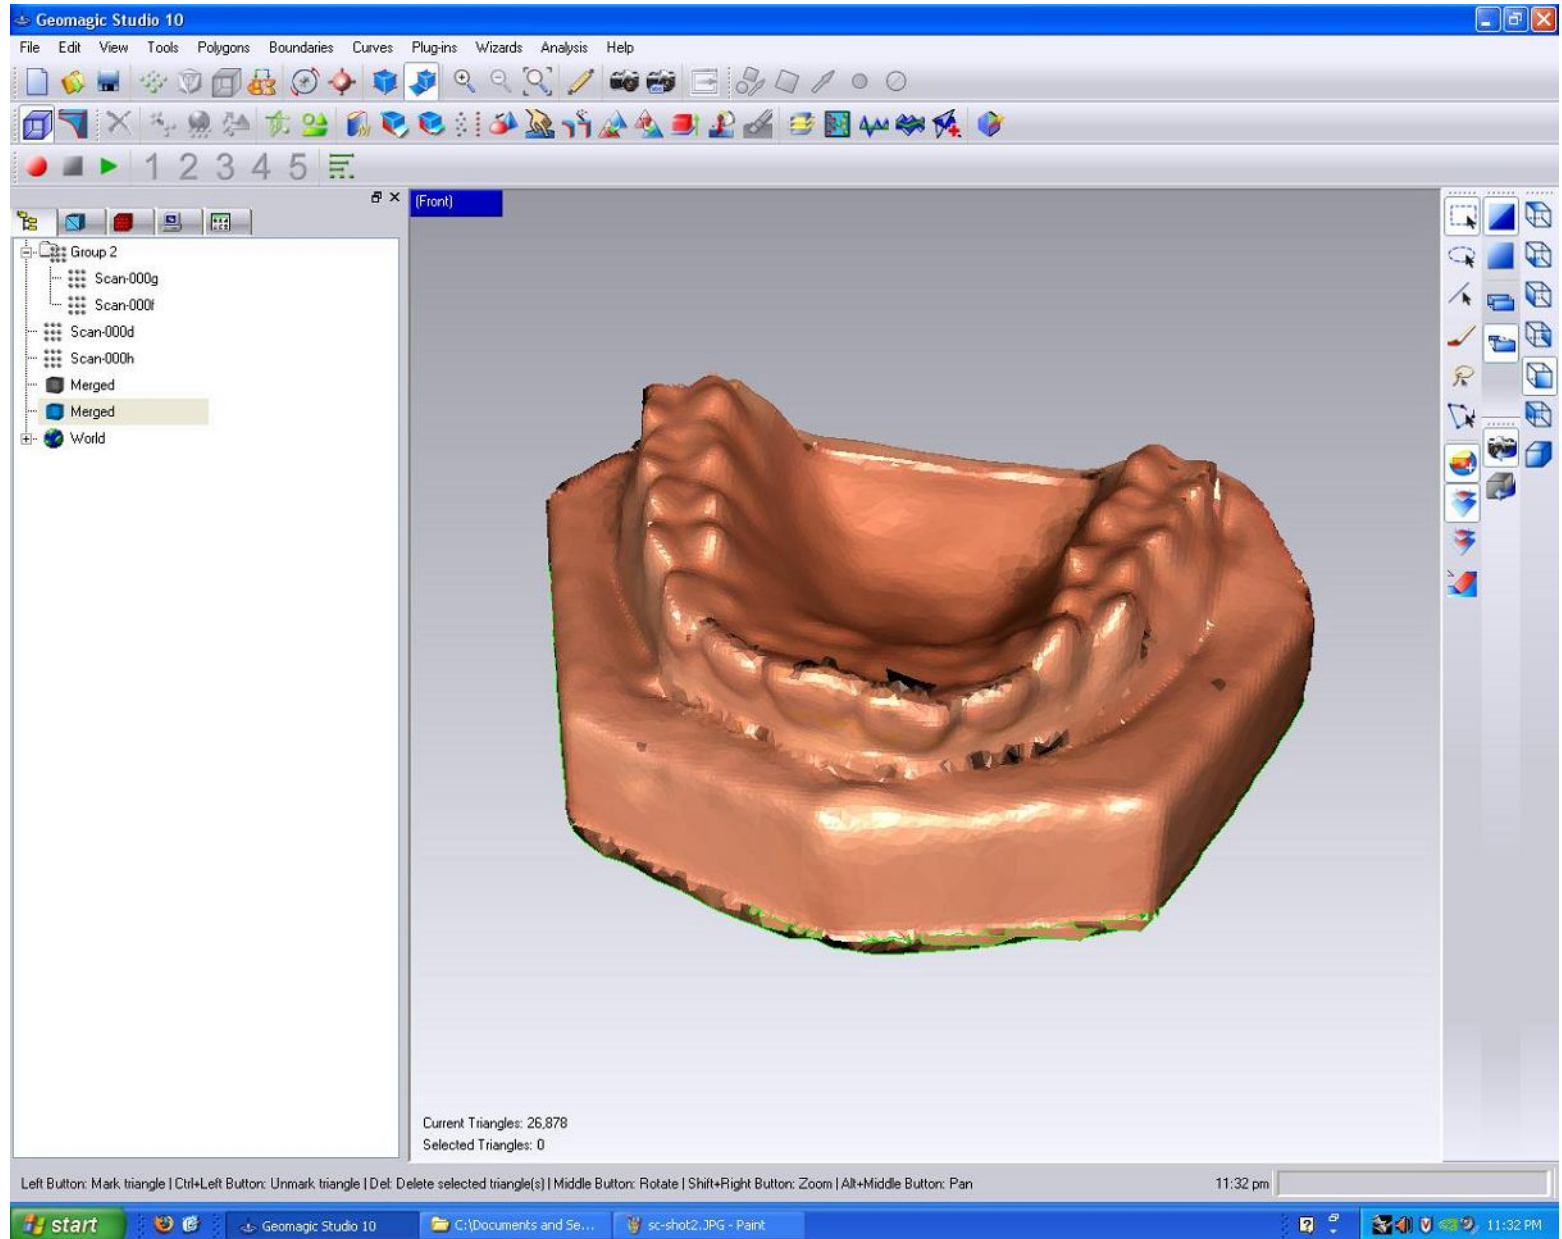 Geomagic Studio 10
File Edit View Tools Polygons Boundaries Curves Plug-ins Wizards Analysis Help
1 2 3 4 5
(Front)
Group 2
Scan-000g
Scan-000f
Scan-000d
Scan-000h
Merged
Merged
World
Current Triangles: 26,878
Selected Triangles: 0
Left Button: Mark triangle | Ctrl+Left Button: Unmark triangle | Del: Delete selected triangle(s) | Middle Button: Rotate | Shift+Right Button: Zoom | Alt+Middle Button: Pan
11:32 pm
start
Geomagic Studio 10
C:\Documents and Se...
sc-shot2.JPG - Paint
11:32 PM